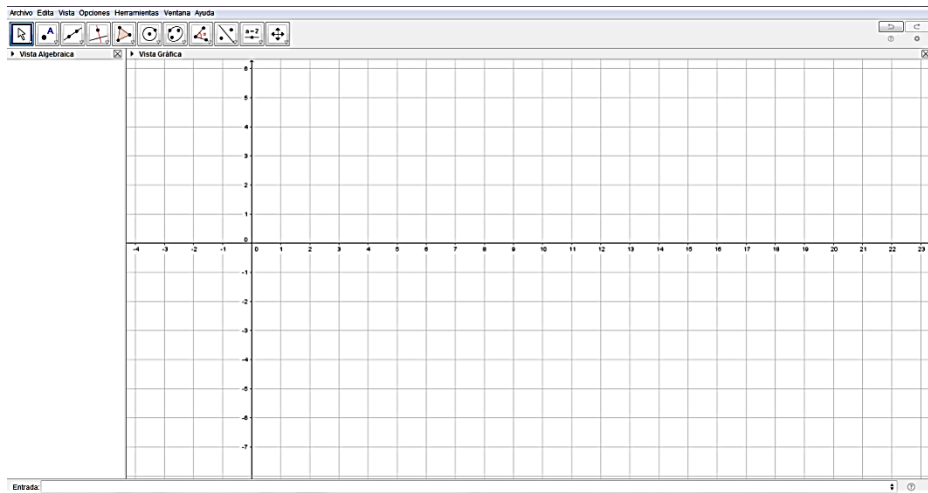 Archivo Edita Vista Opciones Herramientas Ventana Ayuda
A
a=2
Vista Algebraica
Vista Gráfica
6
5
4
3
2
1
0
-4 -3 -2 -1 0 1 2 3 4 5 6 7 8 9 10 11 12 13 14 15 16 17 18 19 20 21 22 23
-1
-2
-3
-4
-5
-6
-7
Entrada: